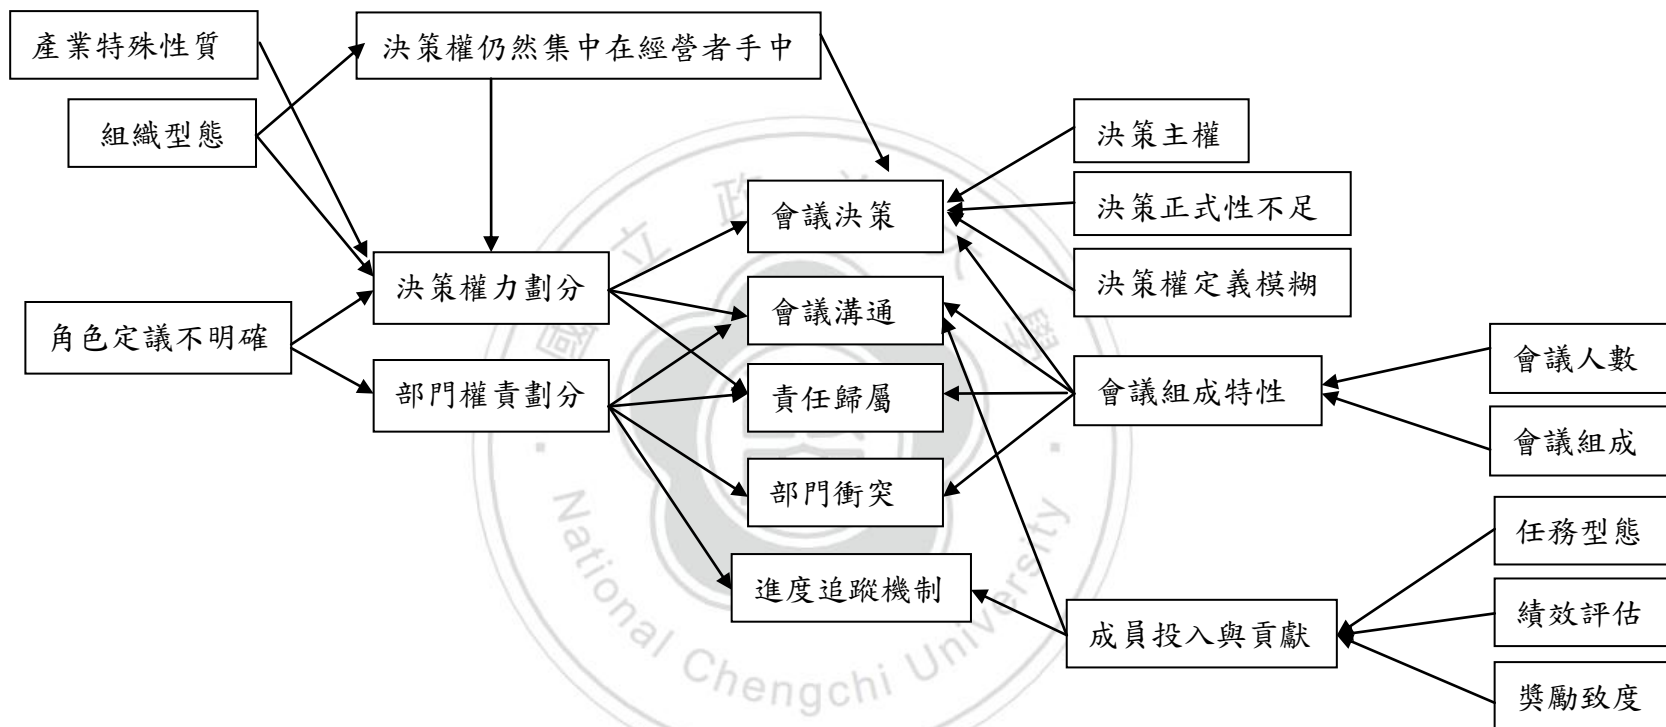 產業特殊性質
決策權仍然集中在經營者手中
組織型態
決策主權
會議決策
決策正式性不足
決策權力劃分
會議溝通
決策權定義模糊
角色定議不明確
部門權責劃分
責任歸屬
會議組成特性
會議人數
會議組成
部門衝突
任務型態
進度追蹤機制
成員投入與貢獻
績效評估
獎勵致度
國立政
學
National Chengchi University